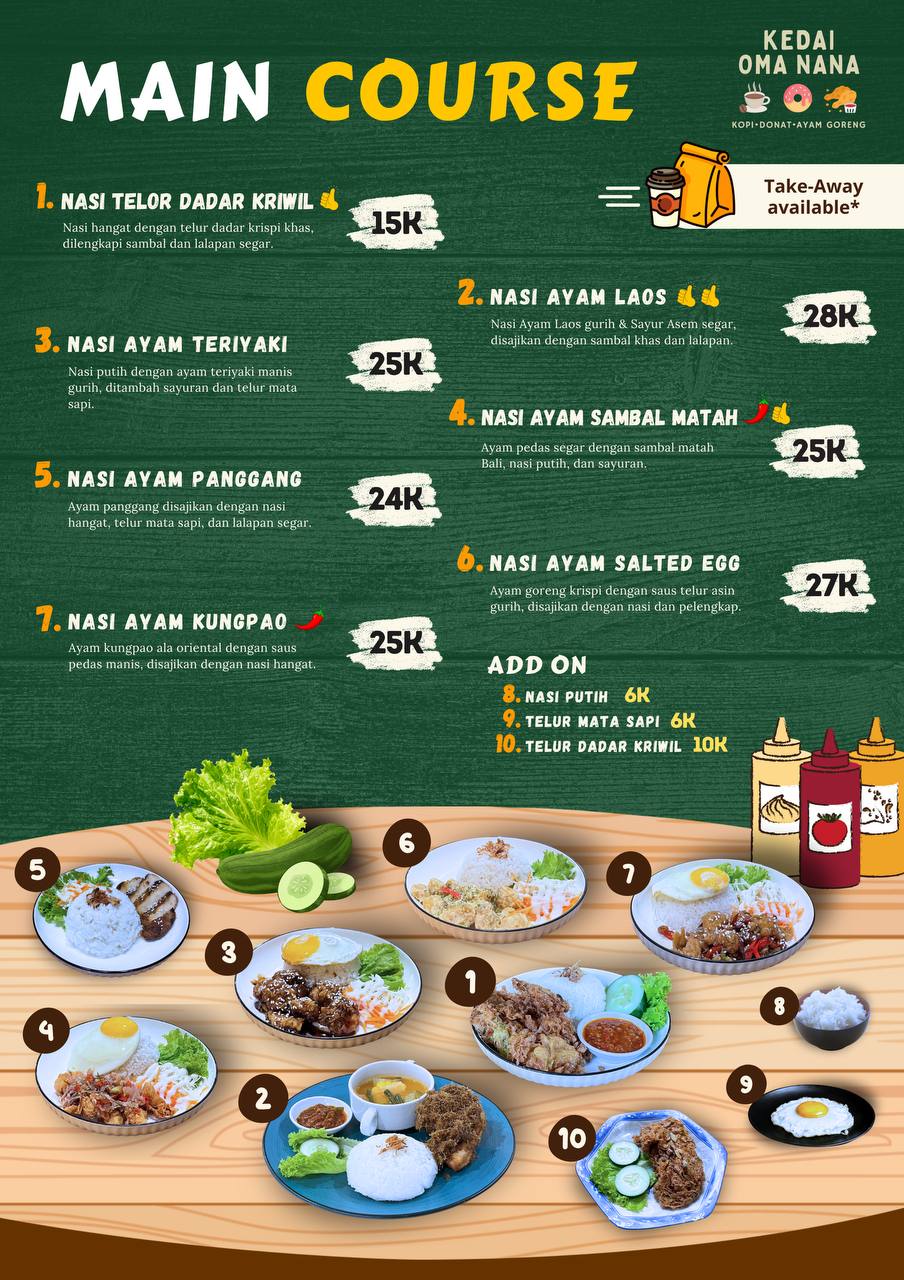 KEDAI
OMA NANA
KOPI•DONAT•AYAM GORENG
MAIN COURSE
Take-Away
available*
1. NASI TELOR DADAR KRIWIL
15K
Nasi hangat dengan telur dadar krispi khas,
dilengkapi sambal dan lalapan segar.
2. NASI AYAM LAOS
28K
Nasi Ayam Laos gurih & Sayur Asem segar,
disajikan dengan sambal khas dan lalapan.
3. NASI AYAM TERIYAKI
25K
Nasi putih dengan ayam teriyaki manis
gurih, ditambah sayuran dan telur mata
sapi.
4. NASI AYAM SAMBAL MATAH
25K
Ayam pedas segar dengan sambal matah
Bali, nasi putih, dan sayuran.
5. NASI AYAM PANGGANG
24K
Ayam panggang disajikan dengan nasi
hangat, telur mata sapi, dan lalapan segar.
6. NASI AYAM SALTED EGG
27K
Ayam goreng krispi dengan saus telur asin
gurih, disajikan dengan nasi dan pelengkap.
7. NASI AYAM KUNGPAO
25K
Ayam kungpao ala oriental dengan saus
pedas manis, disajikan dengan nasi hangat.
ADD ON
8. NASI PUTIH 6K
9. TELUR MATA SAPI 6K
10. TELUR DADAR KRIWIL 10K
5
6
7
3
1
8
4
2
9
10